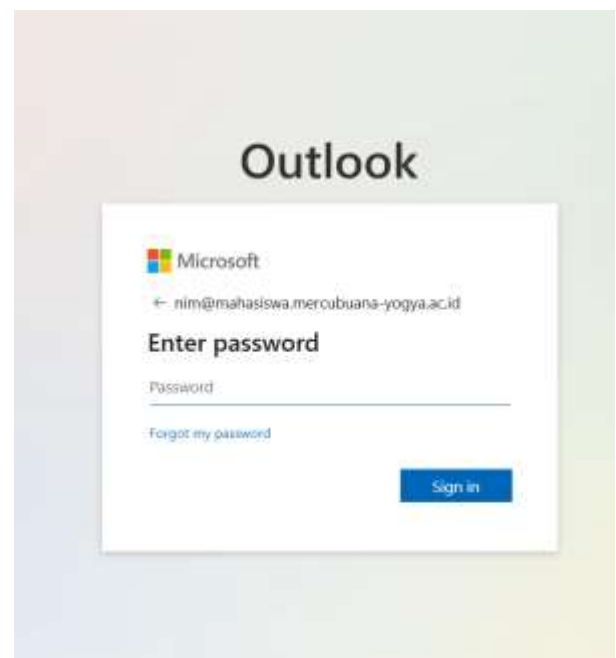 Outlook
Microsoft
← nim@mahasiswa.mercubuana-yogya.ac.id
Enter password
Password
Forgot my password
Sign in